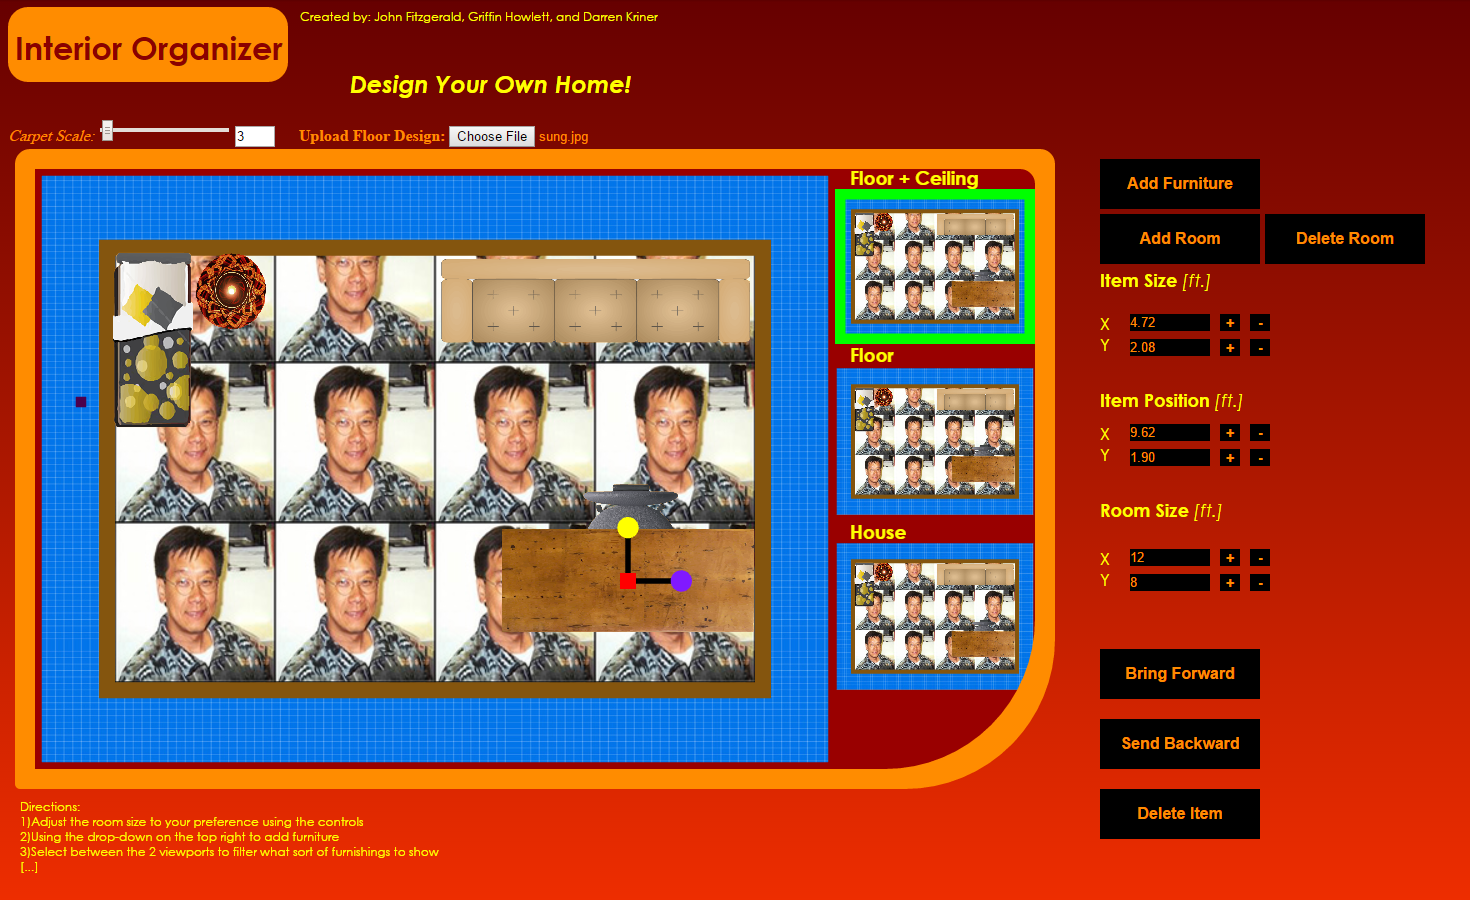 Interior Organizer
Created by: John Fitzgerald, Griffin Howlett, and Darren Kriner
Design Your Own Home!
Carpet Scale: 3
Upload Floor Design: Choose File sung.jpg
Floor + Ceiling
Floor
House
Add Furniture
Add Room Delete Room
Item Size [ft.]
X 4.72 + -
Y 2.08 + -
Item Position [ft.]
X 9.62 + -
Y 1.90 + -
Room Size [ft.]
X 12 + -
Y 8 + -
Bring Forward
Send Backward
Delete Item
Directions:
1)Adjust the room size to your preference using the controls
2)Using the drop-down on the top right to add furniture
3)Select between the 2 viewports to filter what sort of furnishings to show
[...]